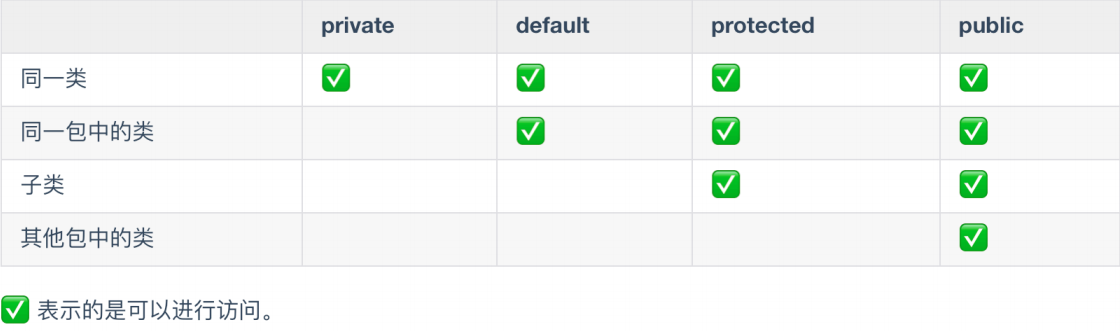 private default protected public
同一类 ✅ ✅ ✅ ✅
同一包中的类 ✅ ✅ ✅
子类 ✅ ✅
其他包中的类 ✅
✅ 表示的是可以进行访问。